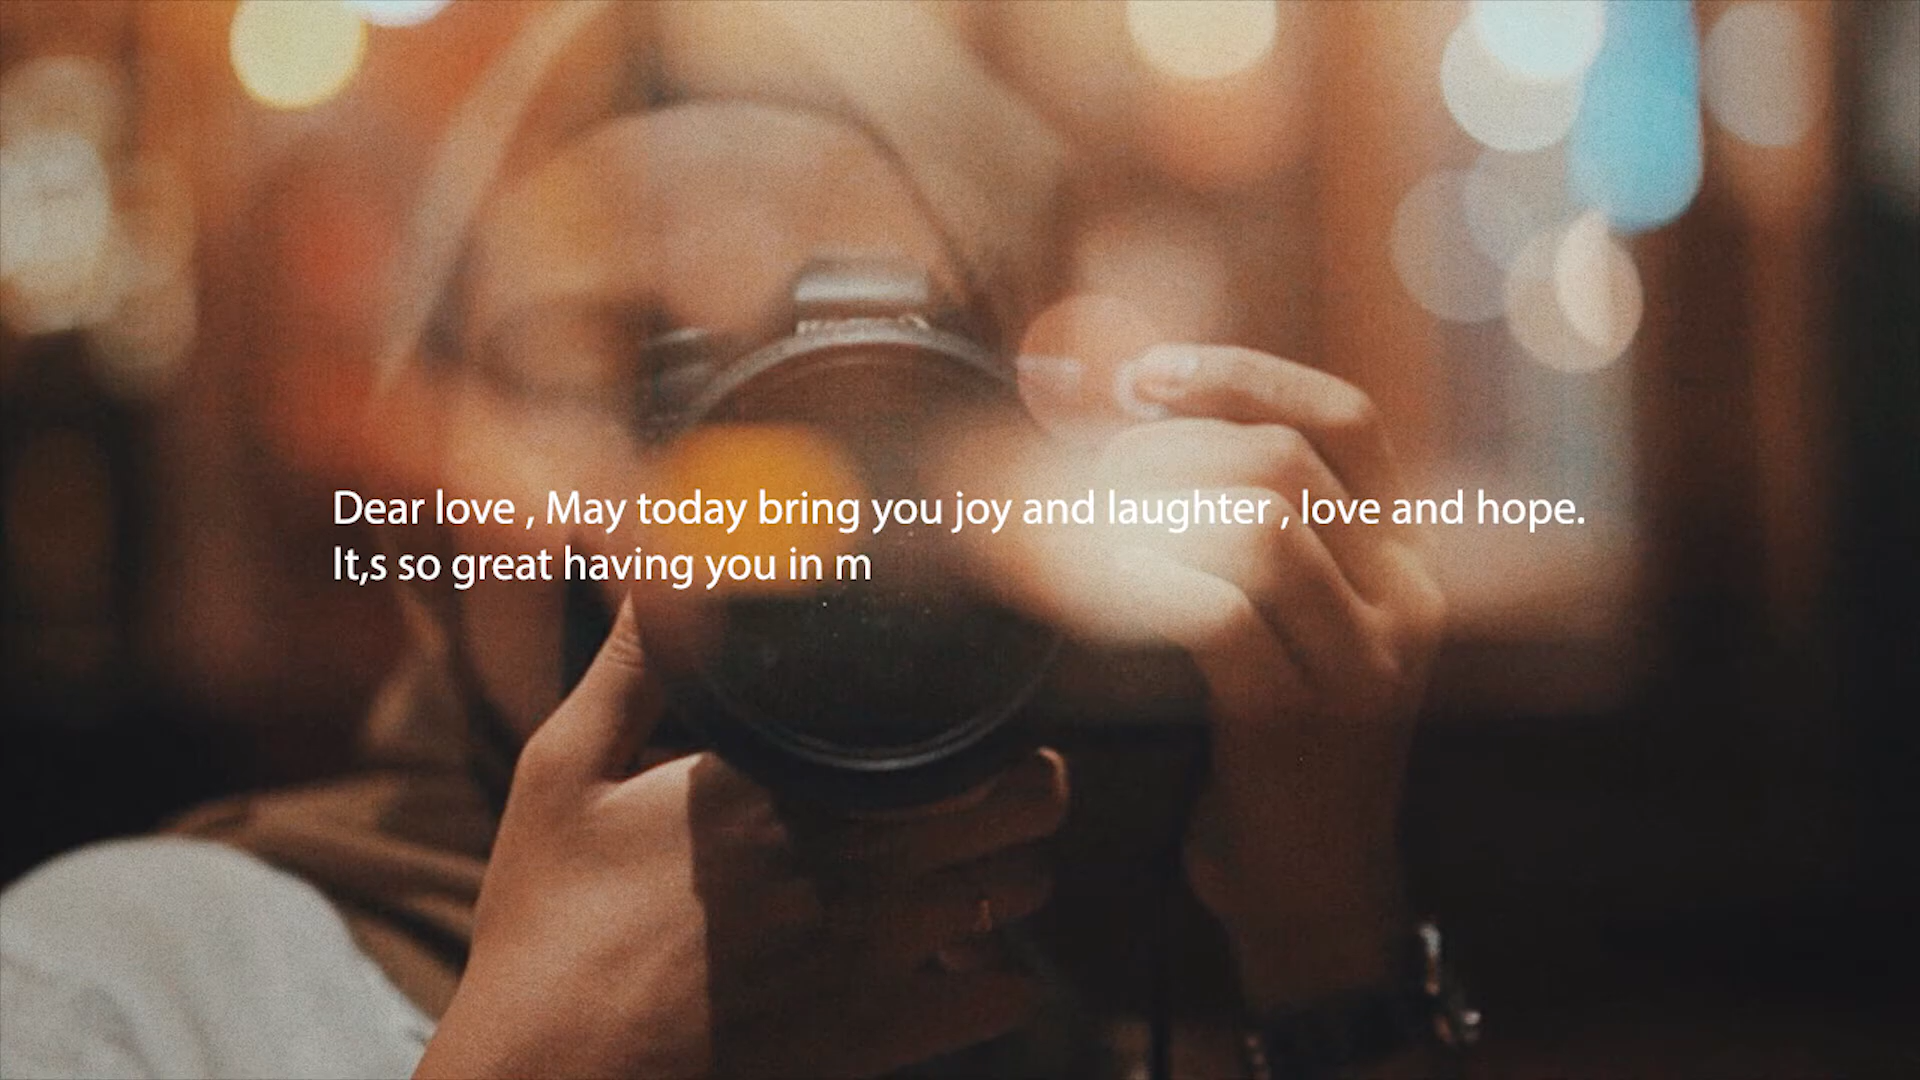 Dear love , May today bring you joy and laughter , love and hope.
It,s so great having you in m